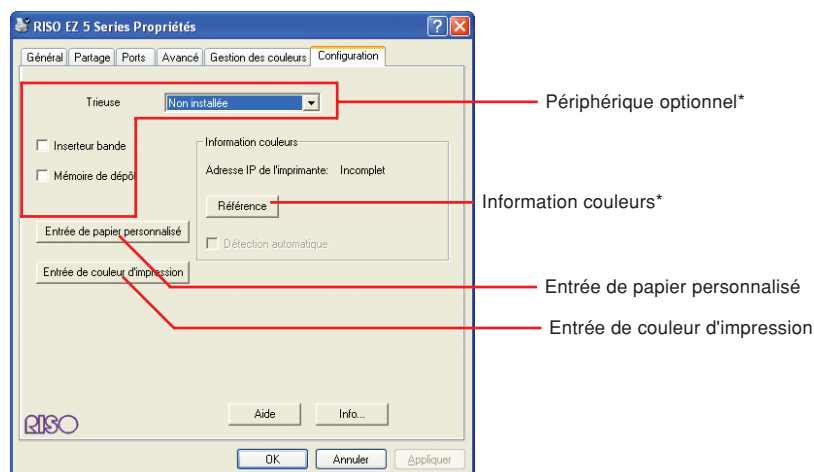 RISO EZ 5 Series Propriétés
Général Partage Ports Avancé Gestion des couleurs Configuration
Trieuse Non installée
Périphérique optionnel*
Inserteur bande
Mémoire de dépôt
Information couleurs
Adresse IP de l'imprimante: Incomplet
Référence
Information couleurs*
Détection automatique
Entrée de papier personnalisé
Entrée de couleur d'impression
Entrée de papier personnalisé
Entrée de couleur d'impression
RISO
Aide Info...
OK Annuler Appliquer